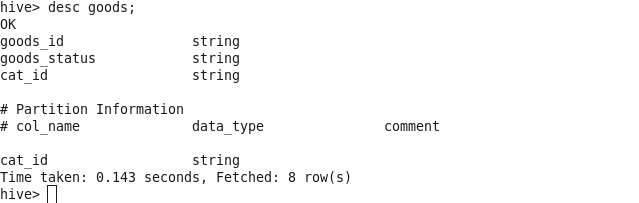 hive> desc goods;
OK
goods_id                string
goods_status            string
cat_id                  string

# Partition Information
# col_name              data_type               comment

cat_id                  string
Time taken: 0.143 seconds, Fetched: 8 row(s)
hive>